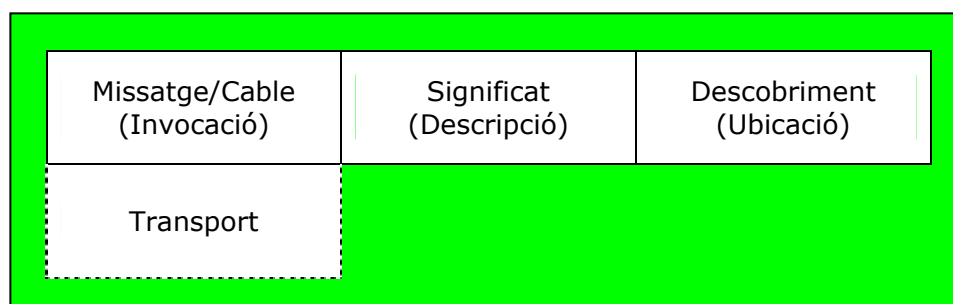 Missatge/Cable
(Invocació)
Significat
(Descripció)
Descobriment
(Ubicació)
Transport